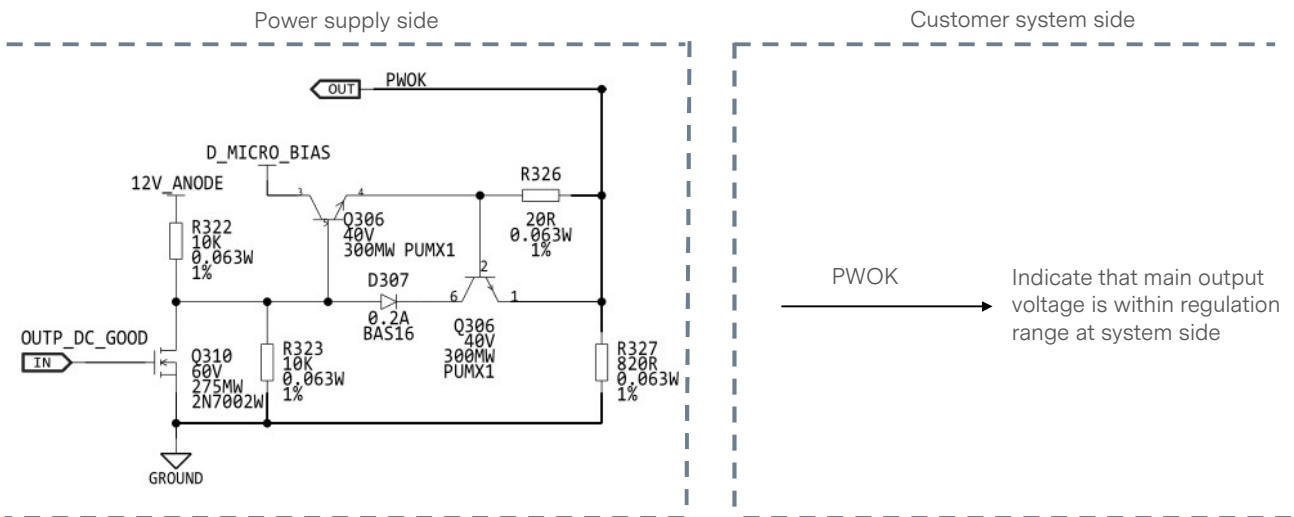 Power supply side
Customer system side
OUT
PWOK
D_MICRO_BIAS
12V_ANODE
R322
10K
0.063W
1%
3
4
5
Q306
40V
300MW PUMX1
R326
20R
0.063W
1%
D307
0.2A
BAS16
2
6
1
Q306
40V
300MW
PUMX1
OUTP_DC_GOOD
IN
Q310
60V
275MW
2N7002W
R323
10K
0.063W
1%
R327
820R
0.063W
1%
GROUND
PWOK
Indicate that main output
voltage is within regulation
range at system side